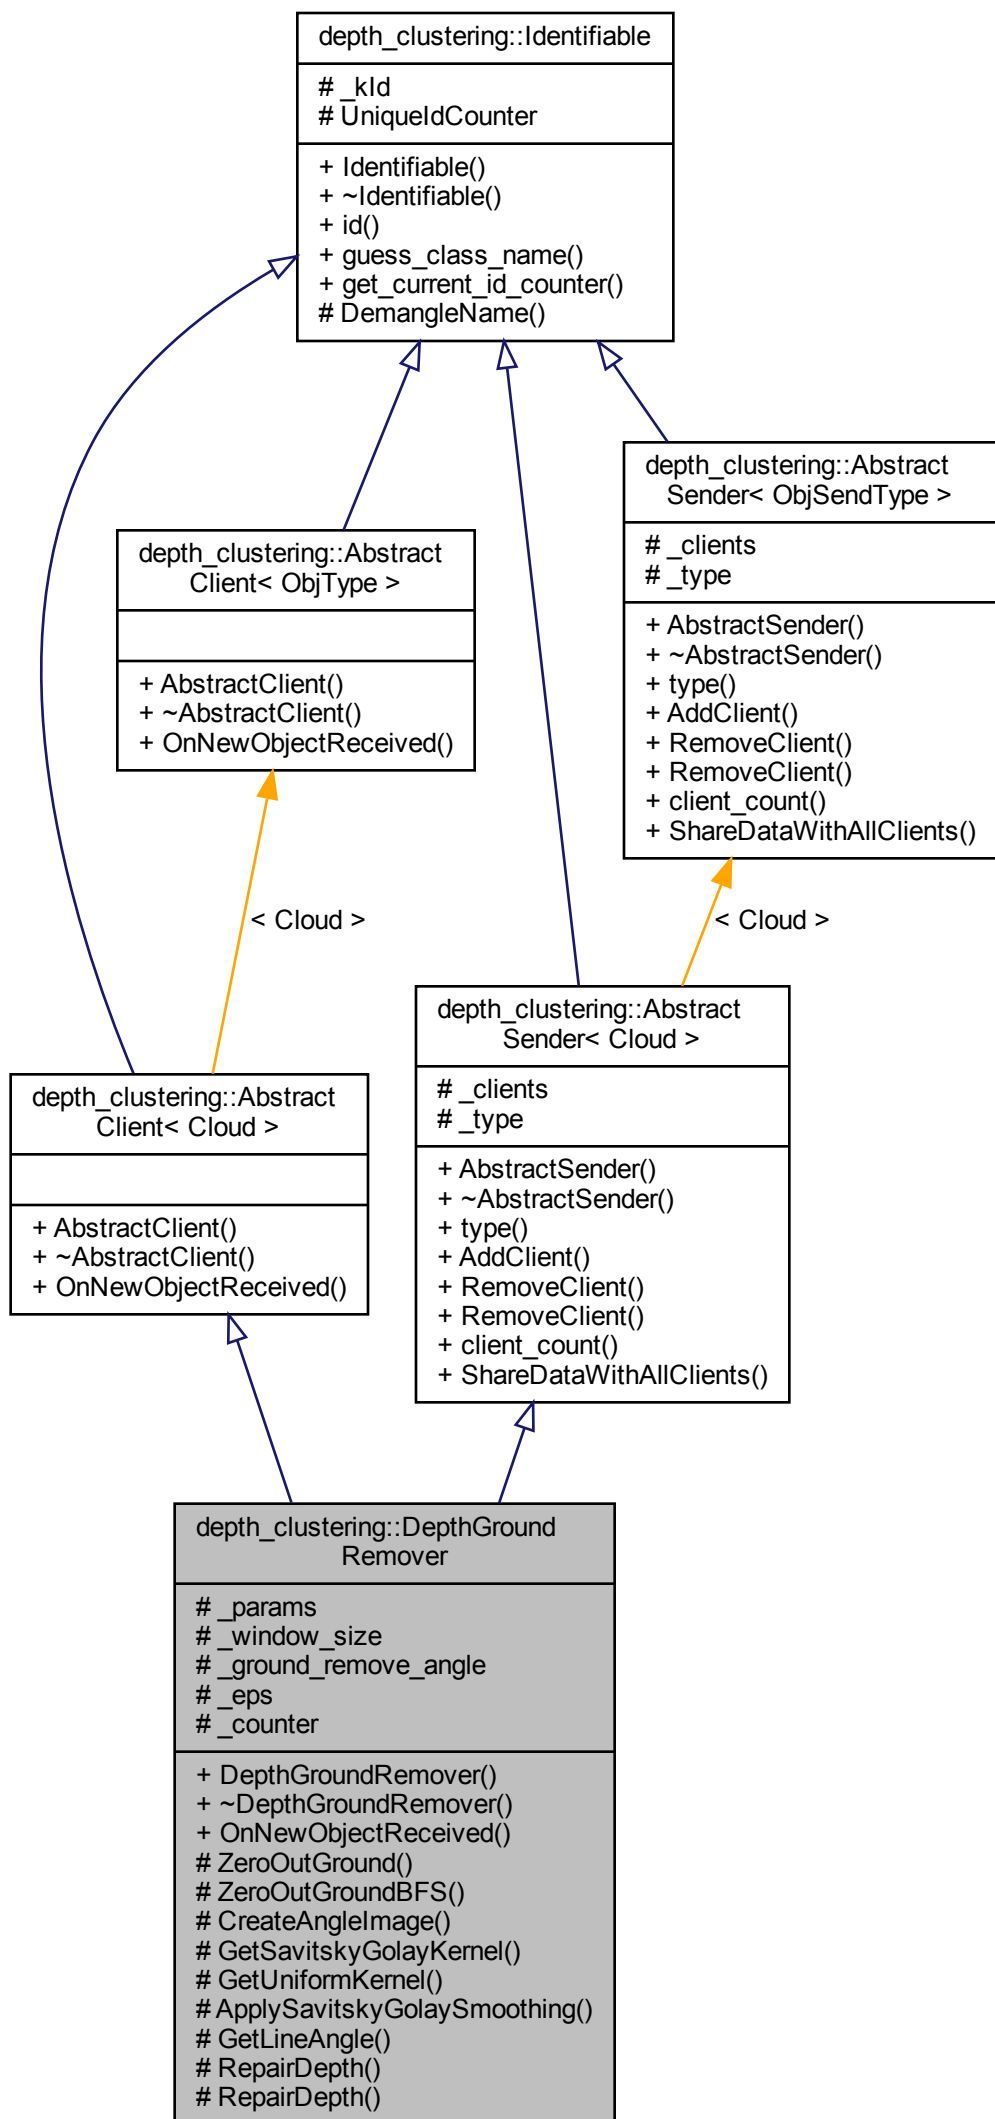 depth_clustering::Identifiable
# _kId
# UniqueIdCounter
+ Identifiable()
+ ~Identifiable()
+ id()
+ guess_class_name()
+ get_current_id_counter()
# DemangleName()
depth_clustering::Abstract
Sender< ObjSendType >
# _clients
# _type
+ AbstractSender()
+ ~AbstractSender()
+ type()
+ AddClient()
+ RemoveClient()
+ RemoveClient()
+ client_count()
+ ShareDataWithAllClients()
depth_clustering::Abstract
Client< ObjType >
+ AbstractClient()
+ ~AbstractClient()
+ OnNewObjectReceived()
< Cloud >
< Cloud >
depth_clustering::Abstract
Sender< Cloud >
# _clients
# _type
+ AbstractSender()
+ ~AbstractSender()
+ type()
+ AddClient()
+ RemoveClient()
+ RemoveClient()
+ client_count()
+ ShareDataWithAllClients()
depth_clustering::Abstract
Client< Cloud >
+ AbstractClient()
+ ~AbstractClient()
+ OnNewObjectReceived()
depth_clustering::DepthGround
Remover
# _params
# _window_size
# _ground_remove_angle
# _eps
# _counter
+ DepthGroundRemover()
+ ~DepthGroundRemover()
+ OnNewObjectReceived()
# ZeroOutGround()
# ZeroOutGroundBFS()
# CreateAngleImage()
# GetSavitskyGolayKernel()
# GetUniformKernel()
# ApplySavitskyGolaySmoothing()
# GetLineAngle()
# RepairDepth()
# RepairDepth()